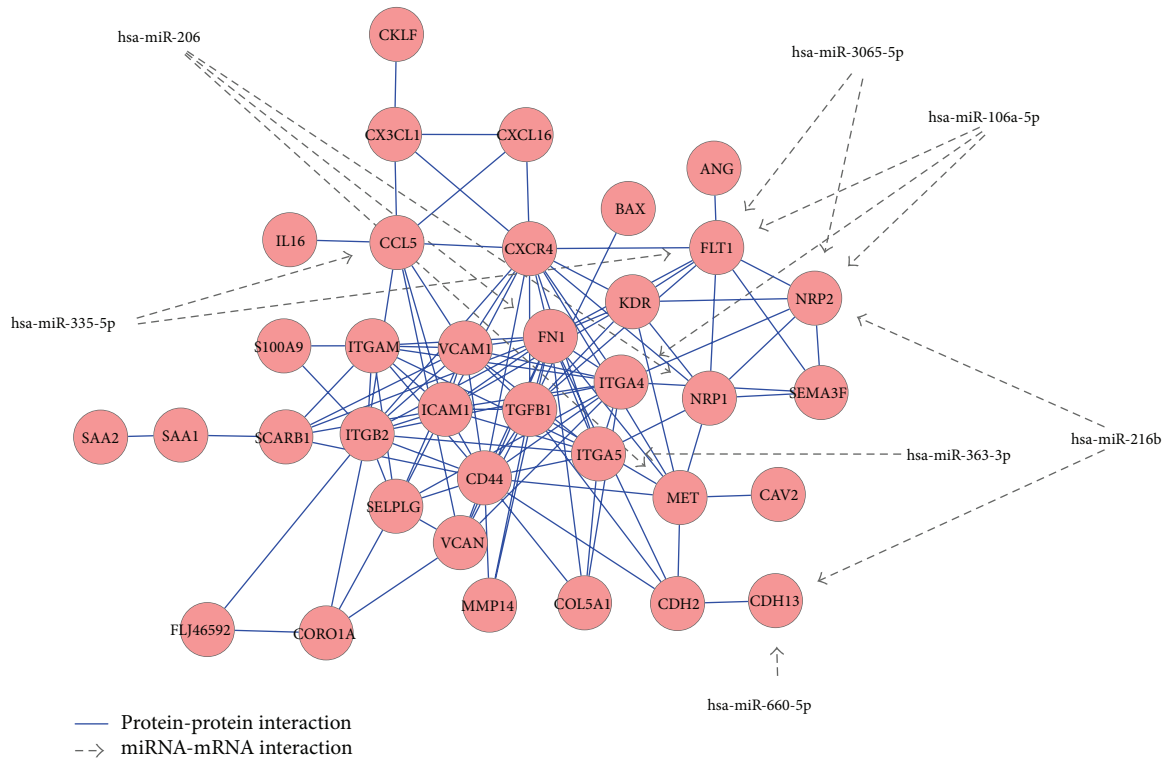 hsa-miR-206
CKLF
hsa-miR-3065-5p
hsa-miR-106a-5p
CX3CL1
CXCL16
ANG
BAX
IL16
CCL5
CXCR4
FLT1
KDR
NRP2
hsa-miR-335-5p
S100A9
ITGAM
VCAM1
FN1
ITGA4
NRP1
SEMA3F
SAA2
SAA1
SCARB1
ITGB2
ICAM1
TGFB1
ITGA5
hsa-miR-216b
hsa-miR-363-3p
CD44
SELPLG
MET
CAV2
VCAN
MMP14
COL5A1
CDH2
CDH13
FLJ46592
CORO1A
hsa-miR-660-5p
Protein-protein interaction
miRNA-mRNA interaction